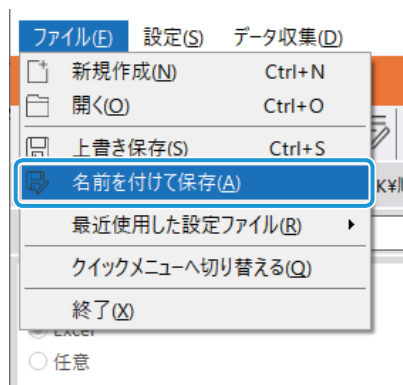 ファイル(F) 設定(S) データ収集(D)
新規作成(N) Ctrl+N
開く(O) Ctrl+O
上書き保存(S) Ctrl+S
名前を付けて保存(A)
最近使用した設定ファイル(R)
クイックメニューへ切り替える(Q)
終了(X)
Excel
任意